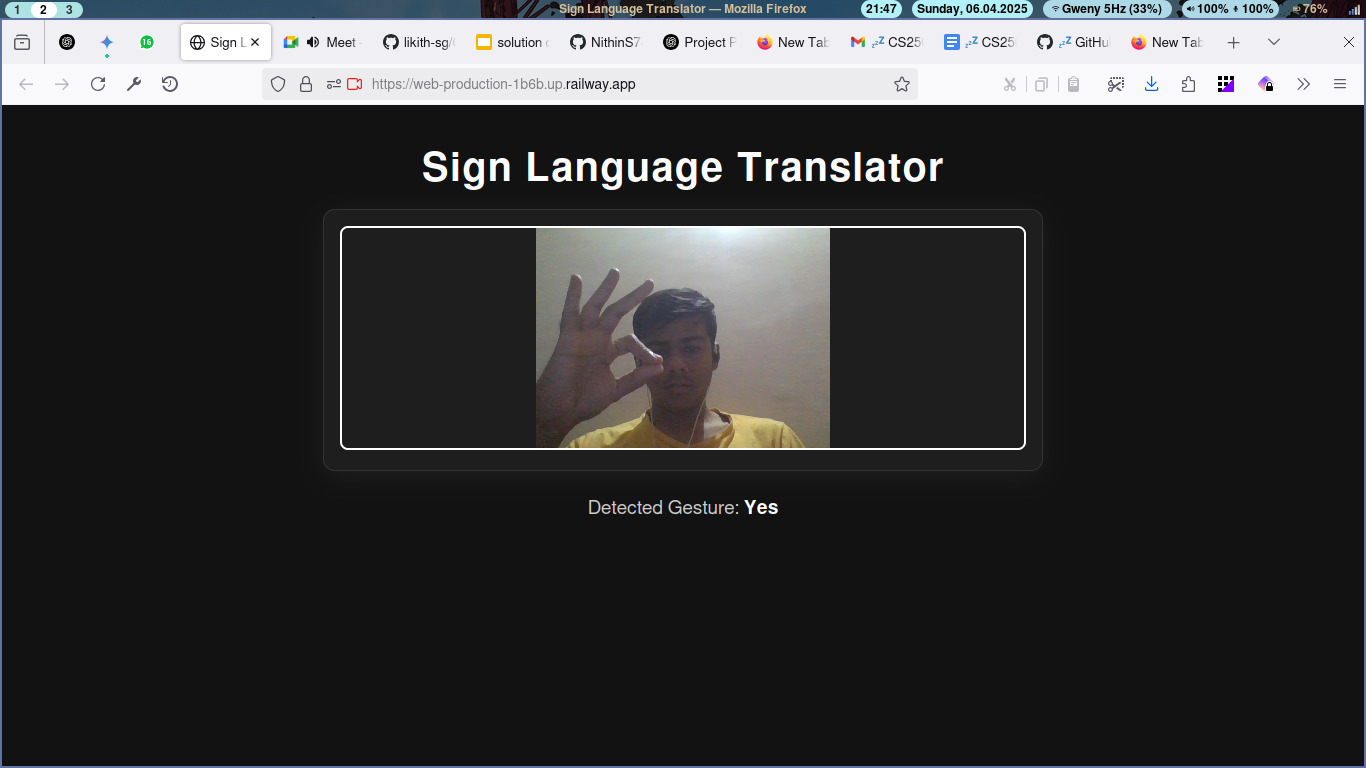 1 2 3
Sign Language Translator — Mozilla Firefox
21:47
Sunday, 06.04.2025
Gweny 5Hz (33%)
100% 100%
76%
16
Sign L
Meet
likith-sg/
solution
NithinS7
Project P
New Tab
CS25
CS25
GitHu
New Tab
https://web-production-1b6b.up.railway.app
Sign Language Translator
Detected Gesture: Yes